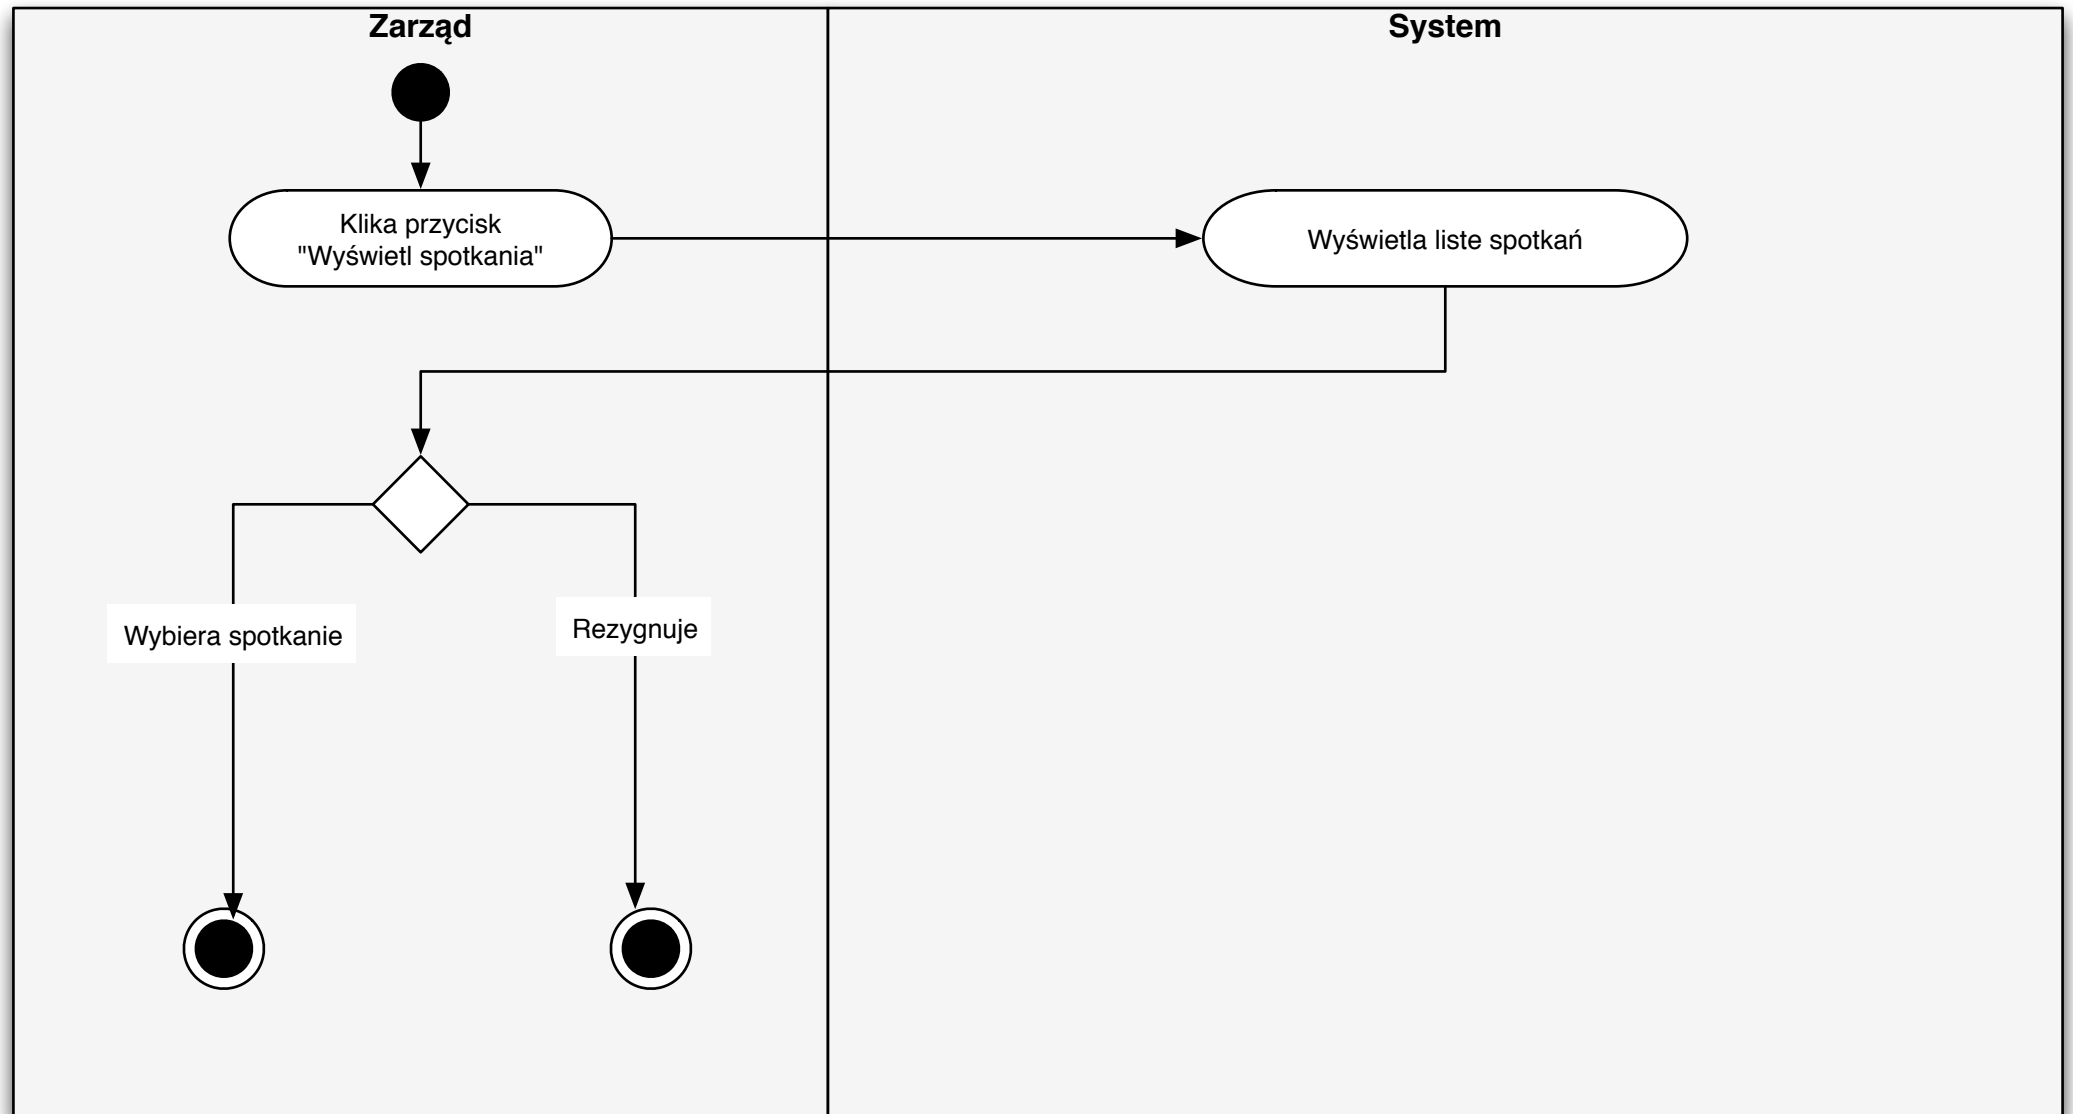 Zarząd
System
Klika przycisk
"Wyświetl spotkania"
Wyświetla liste spotkań
Wybiera spotkanie
Rezygnuje